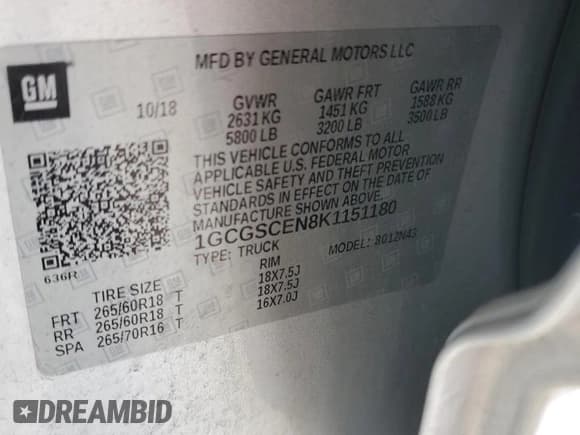 GM
MFD BY GENERAL MOTORS LLC
10/18 GVWR GAWR FRT GAWR RR
2631 KG 1451 KG 1588 KG
5800 LB 3200 LB 3500 LB
THIS VEHICLE CONFORMS TO ALL
APPLICABLE U.S. FEDERAL MOTOR
VEHICLE SAFETY AND THEFT PREVENTION
STANDARDS IN EFFECT ON THE DATE OF
MANUFACTURE SHOWN ABOVE.
1GCGSCEN8K1151180
TYPE: TRUCK MODEL: 8G12N43
636R
TIRE SIZE RIM
FRT 265/60R18 T 18X7.5J
RR 265/60R18 T 18X7.5J
SPA 265/70R16 T 16X7.0J
DREAMBID